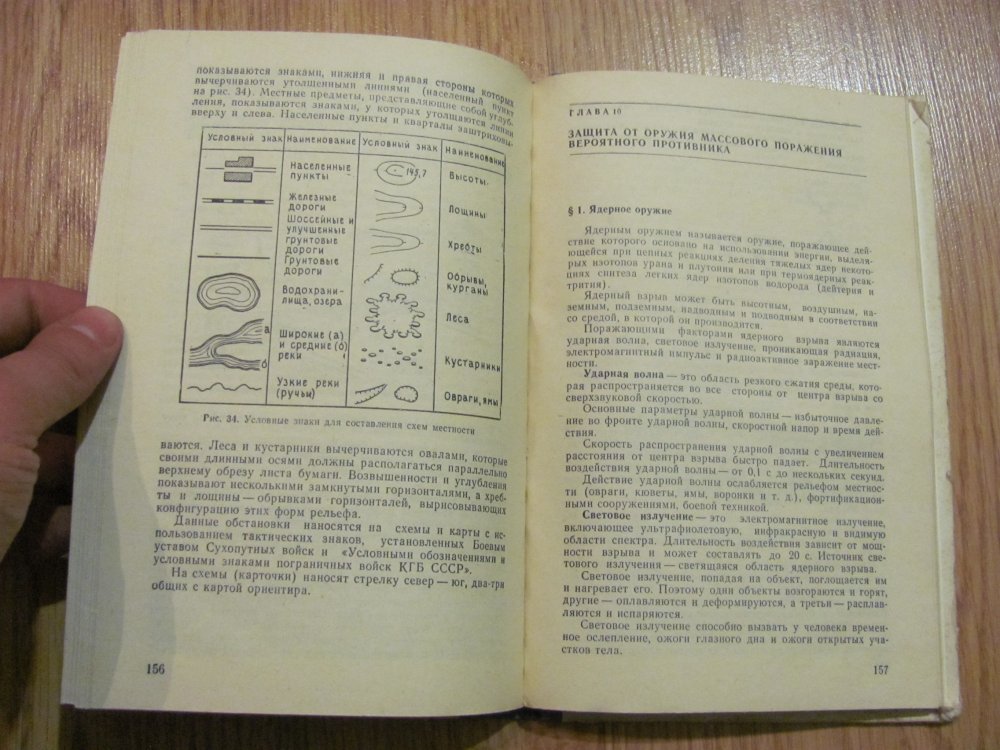 показываются знаками, нижняя и правая стороны которых
вычерчиваются утолщенными линиями (населенный пункт
на рис. 34). Местные предметы, представляющие собой углуб-
ления, показываются знаками, у которых утолщаются линии
вверху и слева. Населенные пункты и кварталы заштриховы-
Условный знак Наименование Условный знак Наименование
Населенные
пункты
145,7
Высоты
Железные
дороги
Лощины
Шоссейные и
улучшенные
грунтовые
дороги
Хребты
Грунтовые
дороги
Обрывы,
курганы
Водохрани-
лища, озера
Леса
а
б
Широкие (а)
и средние (б)
реки
Кустарники
Узкие реки
(ручьи)
Овраги, ямы
Рис. 34. Условные знаки для составления схем местности
ваются. Леса и кустарники вычерчиваются овалами, которые
своими длинными осями должны располагаться параллельно
верхнему обрезу листа бумаги. Возвышенности и углубления
показывают несколькими замкнутыми горизонталями, а хреб-
ты и лощины — обрывками горизонталей, вырисовывающих
конфигурацию этих форм рельефа.
Данные обстановки наносятся на схемы и карты с ис-
пользованием тактических знаков, установленных Боевым
уставом Сухопутных войск и «Условными обозначениями и
условными знаками пограничных войск КГБ СССР».
На схемы (карточки) наносят стрелку север — юг, два-три
общих с картой ориентира.
156
ГЛАВА 10
ЗАЩИТА ОТ ОРУЖИЯ МАССОВОГО ПОРАЖЕНИЯ
ВЕРОЯТНОГО ПРОТИВНИКА
§ 1. Ядерное оружие
Ядерным оружием называется оружие, поражающее дей-
ствие которого основано на использовании энергии, выделя-
ющейся при цепных реакциях деления тяжелых ядер некото-
рых изотопов урана и плутония или при термоядерных реак-
циях синтеза легких ядер изотопов водорода (дейтерия и
трития).
Ядерный взрыв может быть высотным, воздушным, на-
земным, подземным, надводным и подводным в соответствии
со средой, в которой он производится.
Поражающими факторами ядерного взрыва являются
ударная волна, световое излучение, проникающая радиация,
электромагнитный импульс и радиоактивное заражение мест-
ности.
Ударная волна — это область резкого сжатия среды, кото-
рая распространяется во все стороны от центра взрыва со
сверхзвуковой скоростью.
Основные параметры ударной волны — избыточное давле-
ние во фронте ударной волны, скоростной напор и время дей-
ствия.
Скорость распространения ударной волны с увеличением
расстояния от центра взрыва быстро падает. Длительность
воздействия ударной волны — от 0,1 с до нескольких секунд.
Действие ударной волны ослабляется рельефом местнос-
ти (овраги, кюветы, ямы, воронки и т. д.), фортификацион-
ными сооружениями, боевой техникой.
Световое излучение — это электромагнитное излучение,
включающее ультрафиолетовую, инфракрасную и видимую
области спектра. Длительность воздействия зависит от мощ-
ности взрыва и может составлять до 20 с. Источник све-
тового излучения — светящаяся область ядерного взрыва.
Световое излучение, попадая на объект, поглощается им
и нагревает его. Поэтому одни объекты возгораются и горят,
другие — оплавляются и деформируются, а третьи — расплав-
ляются и испаряются.
Световое излучение способно вызвать у человека времен-
ное ослепление, ожоги глазного дна и ожоги открытых уча-
стков тела.
157